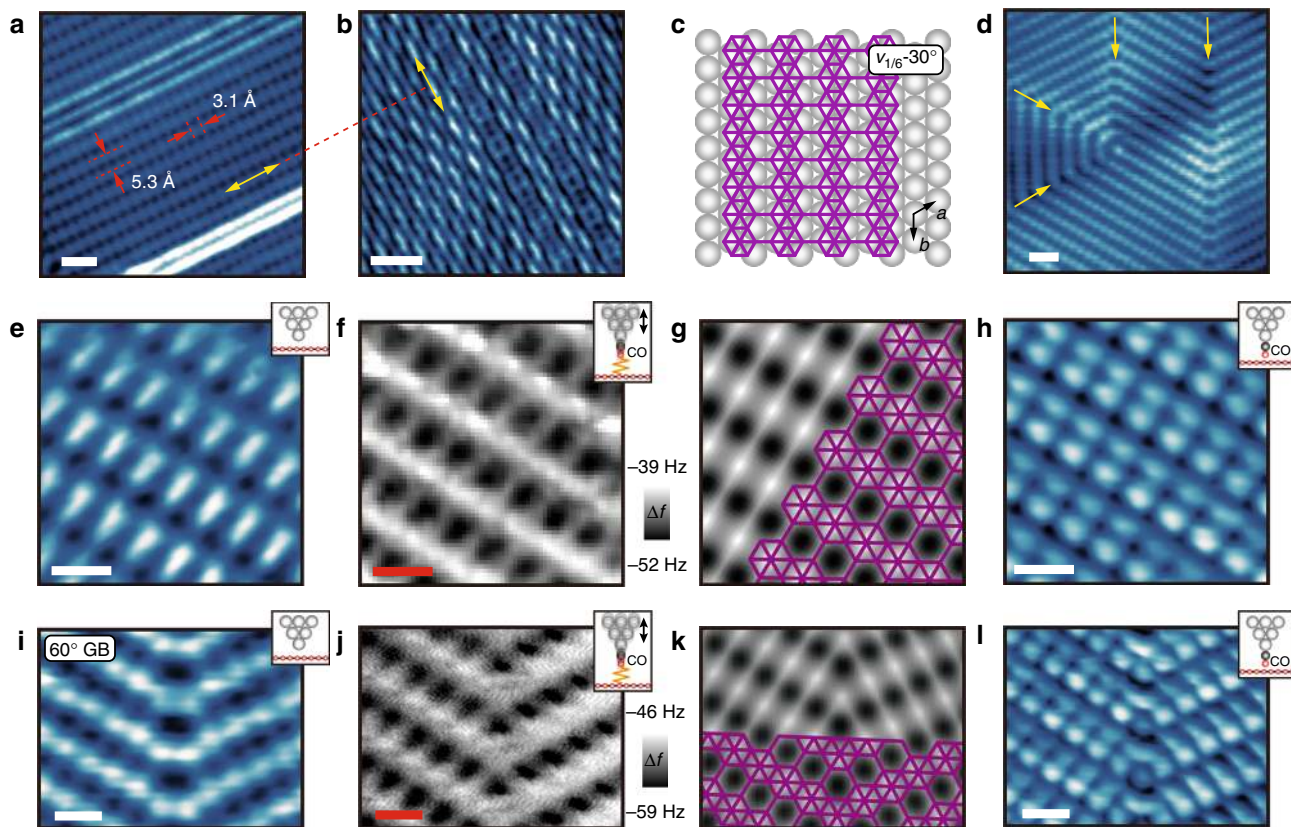 a
3.1 Å
5.3 Å
b
c
v1/6-30°
a
b
d
e
f
CO
–39 Hz
Δf
–52 Hz
g
h
CO
i
60° GB
j
CO
–46 Hz
Δf
–59 Hz
k
l
CO